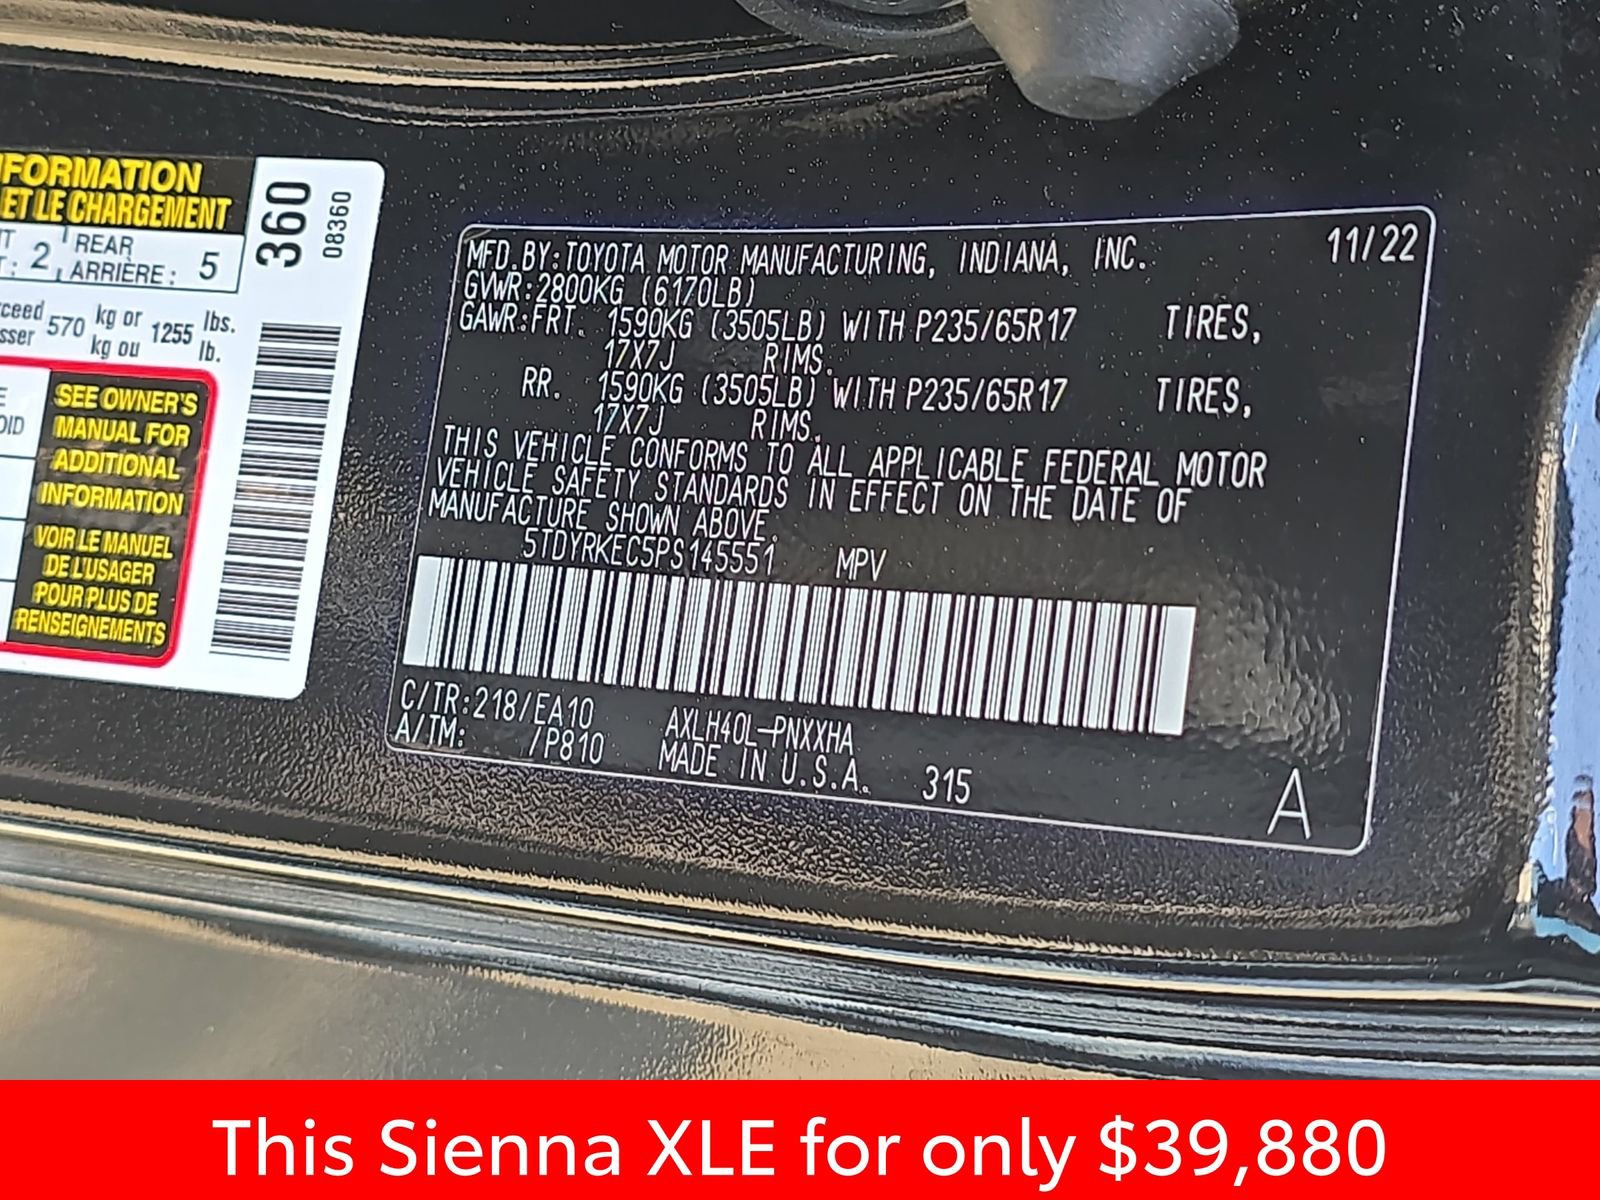 FORMATION
ET LE CHARGEMENT
2 REAR
ARRIÈRE: 5
570 kg or 1255 lbs.
kg ou lb.
SEE OWNER'S
MANUAL FOR
ADDITIONAL
INFORMATION
VOIR LE MANUEL
DE L'USAGER
POUR PLUS DE
RENSEIGNEMENTS
360
08360
MFD.BY:TOYOTA MOTOR MANUFACTURING, INDIANA, INC. 11/22
GVWR:2800KG (6170LB)
GAWR:FRT. 1590KG (3505LB) WITH P235/65R17 TIRES,
17X7J RIMS.
RR. 1590KG (3505LB) WITH P235/65R17 TIRES,
17X7J RIMS.
THIS VEHICLE CONFORMS TO ALL APPLICABLE FEDERAL MOTOR
VEHICLE SAFETY STANDARDS IN EFFECT ON THE DATE OF
MANUFACTURE SHOWN ABOVE.
5TDYRKEC5PS145551 MPV
C/TR:218/EA10 AXLH40L-PNXXHA
A/TM: /P810 MADE IN U.S.A. 315 A
This Sienna XLE for only $39,880